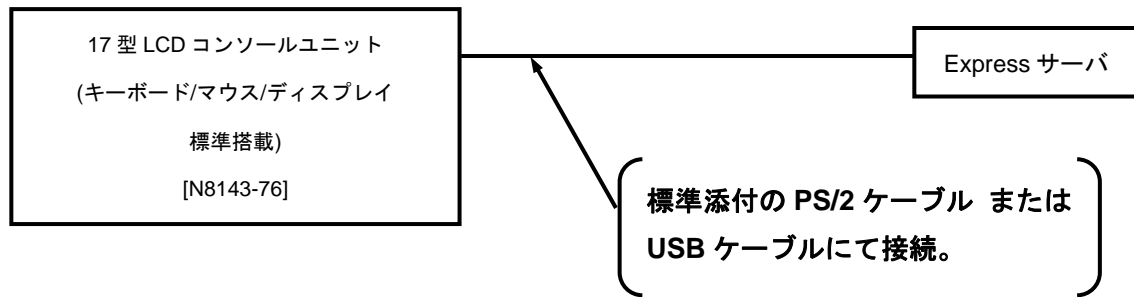 17 型 LCD コンソールユニット
(キーボード/マウス/ディスプレイ
標準搭載)
[N8143-76]
Express サーバ
標準添付の PS/2 ケーブル または
USB ケーブルにて接続。